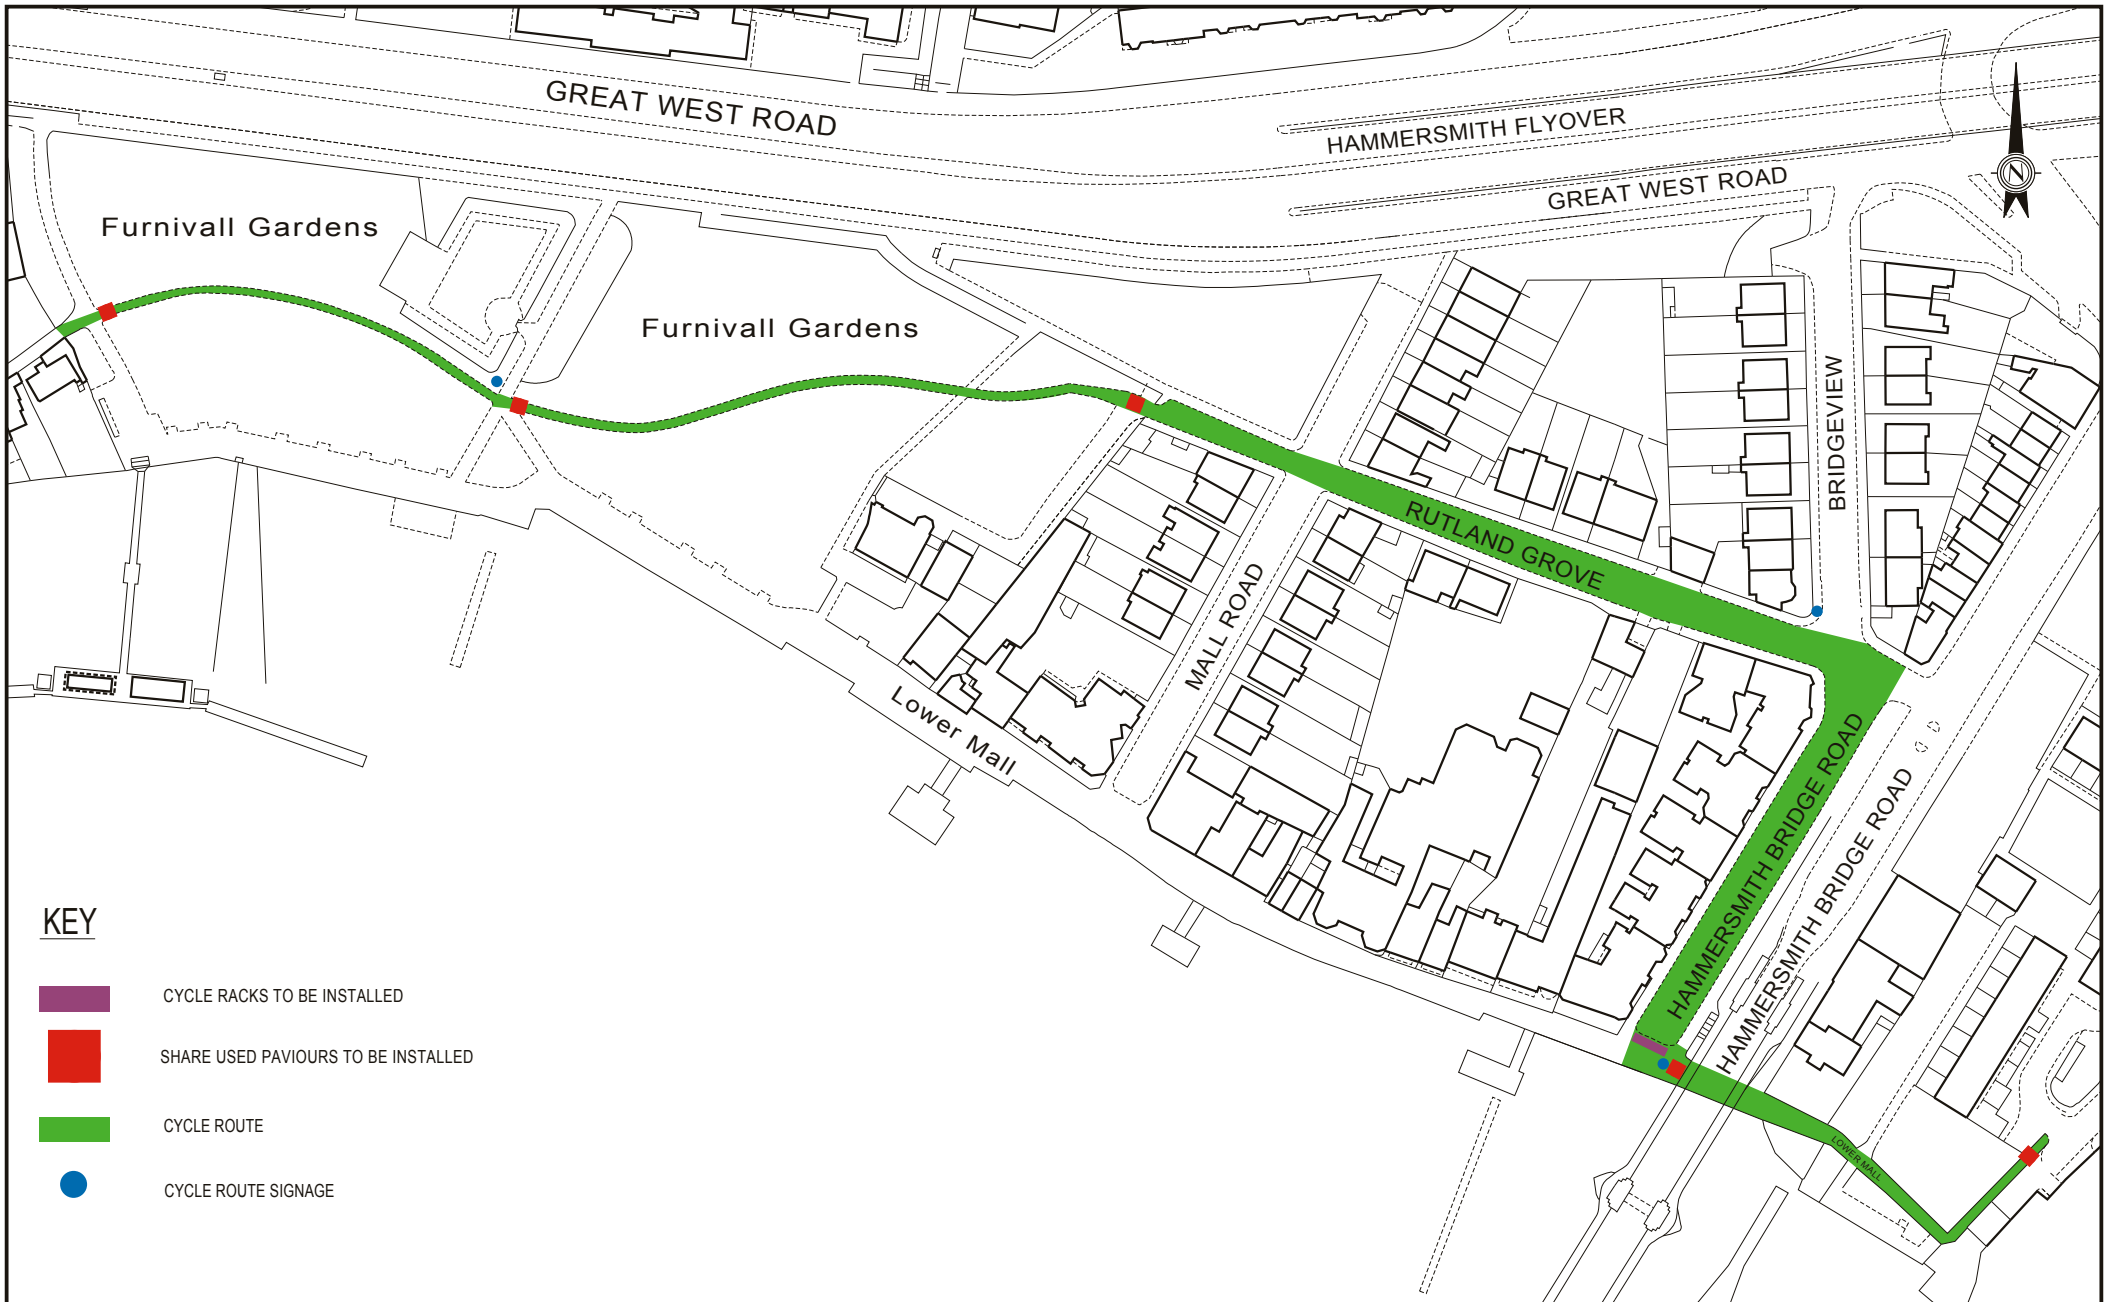 GREAT WEST ROAD
HAMMERSMITH FLYOVER
GREAT WEST ROAD
N
Furnivall Gardens
Furnivall Gardens
BRIDGEVIEW
RUTLAND GROVE
MALL ROAD
Lower Mall
HAMMERSMITH BRIDGE ROAD
HAMMERSMITH BRIDGE ROAD
LOWER MALL
KEY
CYCLE RACKS TO BE INSTALLED
SHARE USED PAVIOURS TO BE INSTALLED
CYCLE ROUTE
CYCLE ROUTE SIGNAGE